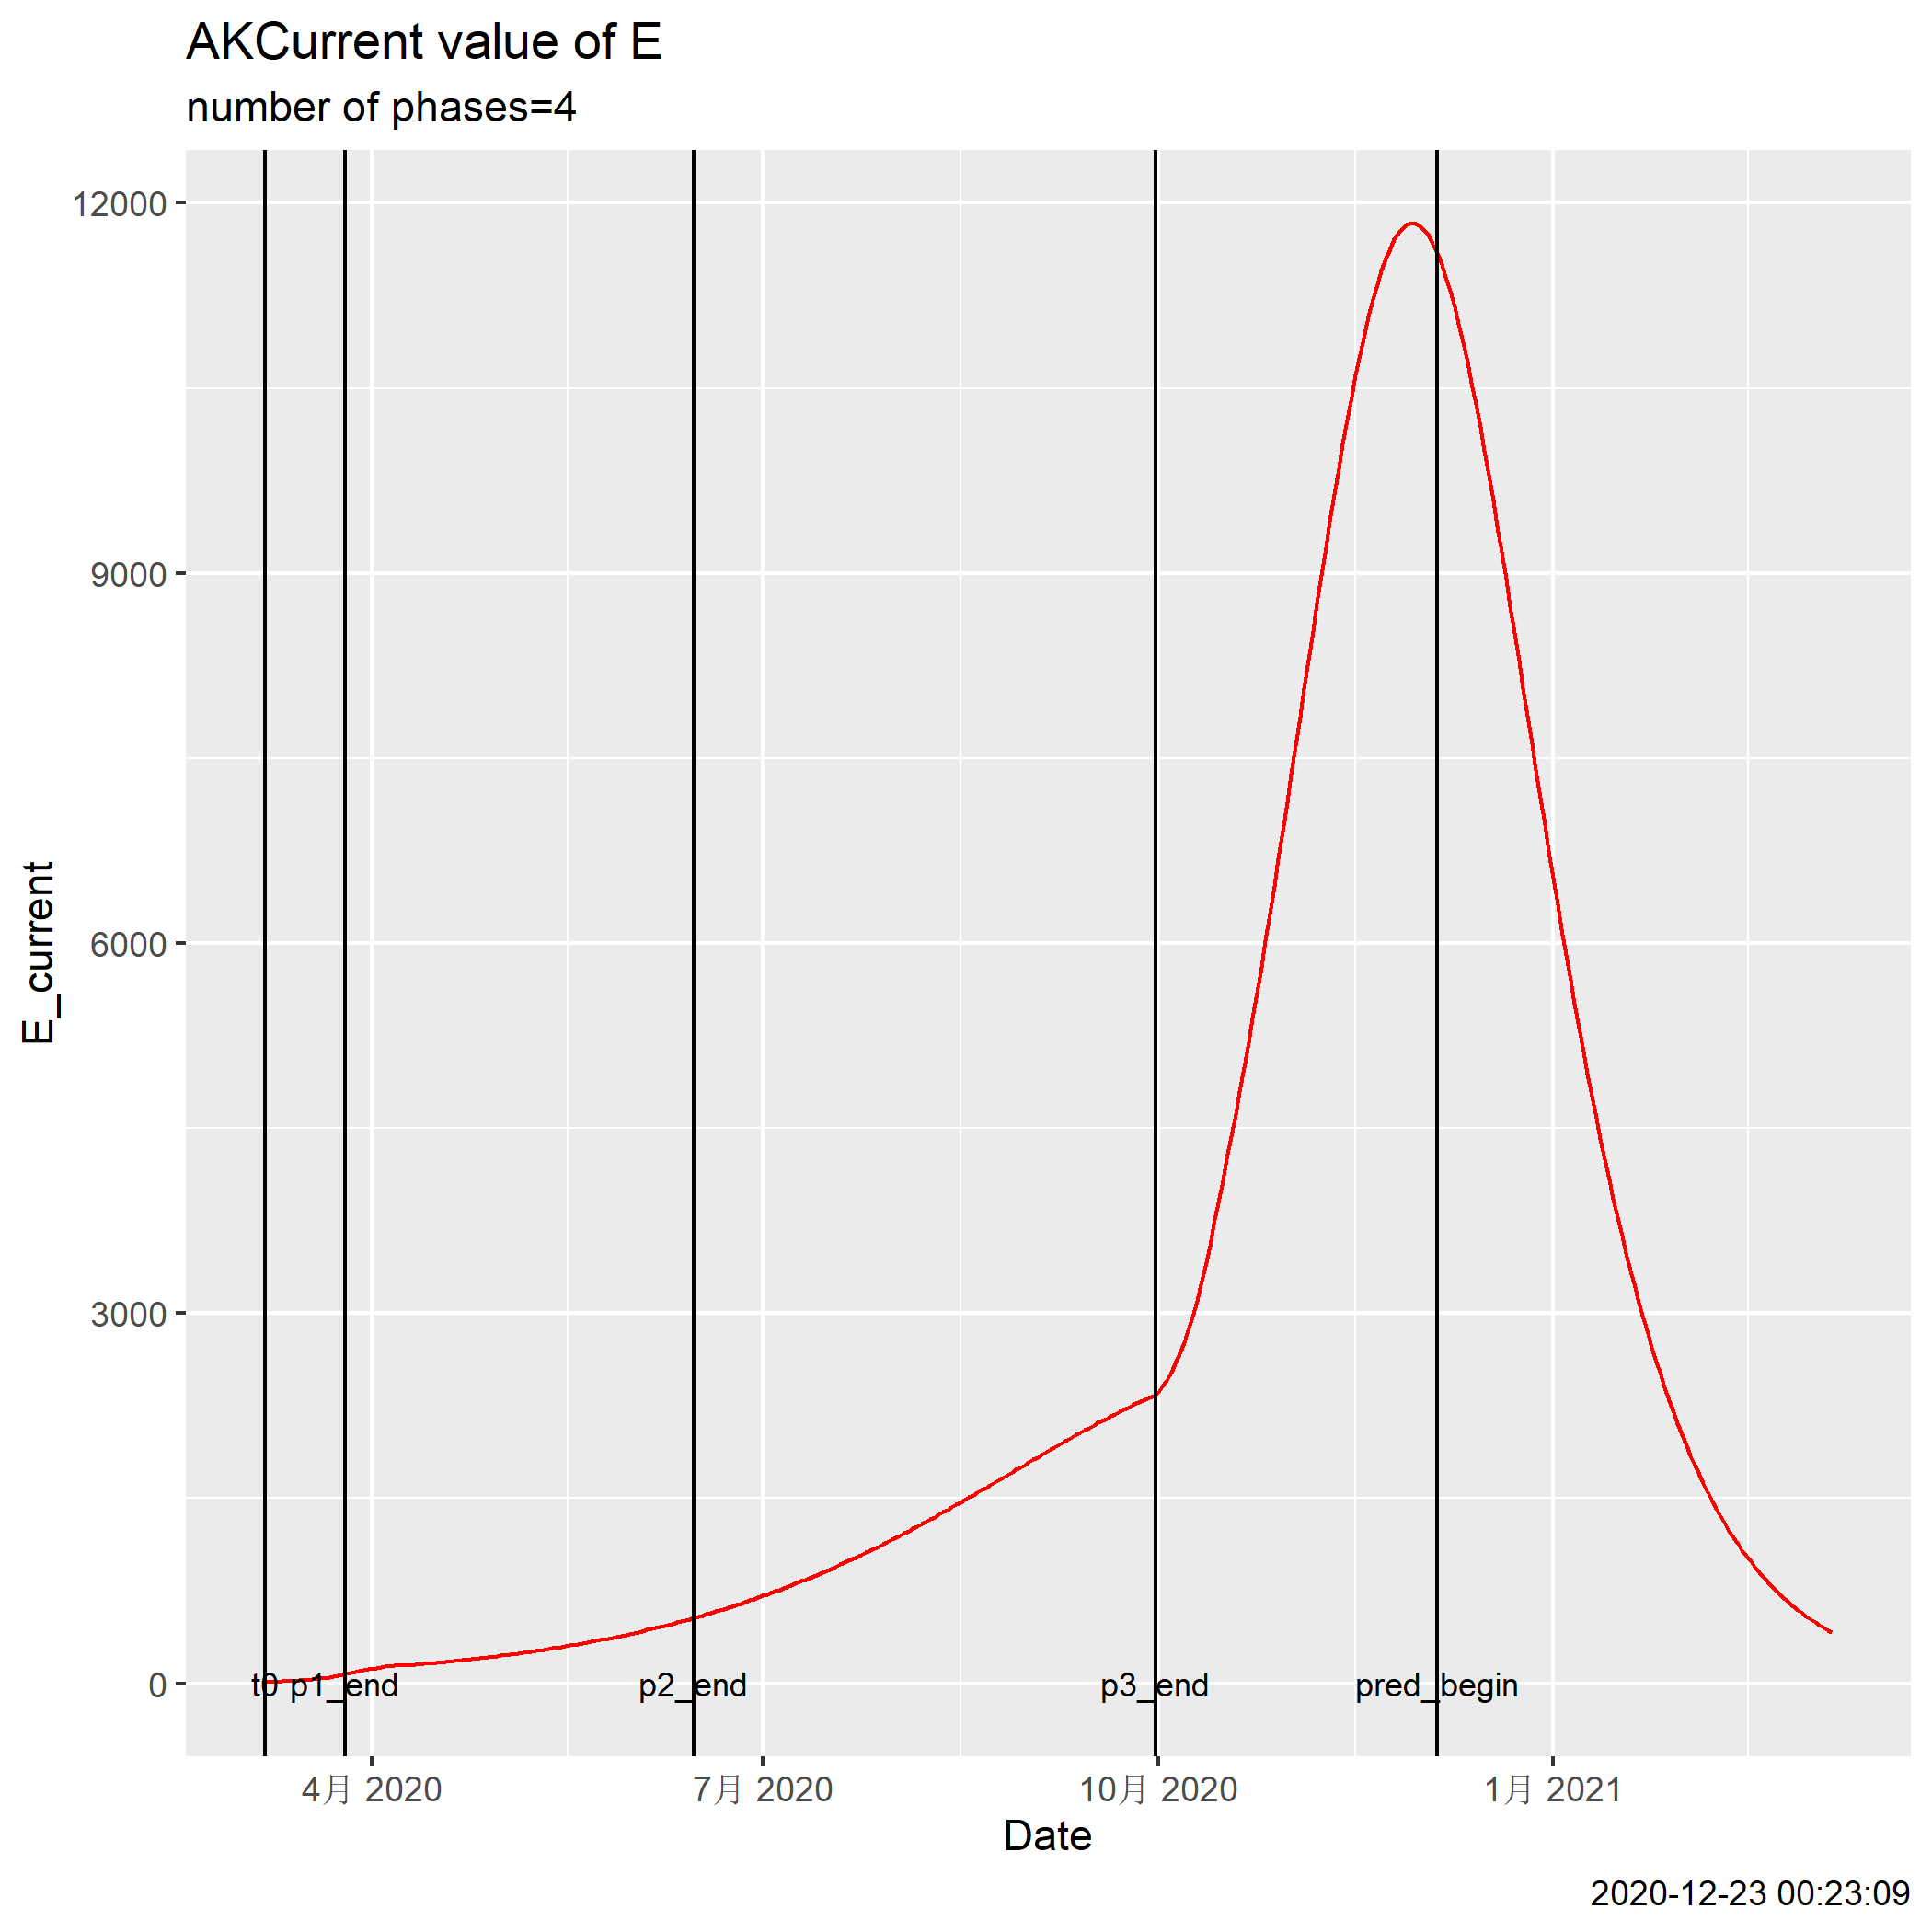 AKCurrent value of E
number of phases=4
12000
9000
6000
3000
0
E_current
t0 p1_end p2_end p3_end pred_begin
4月 2020 7月 2020 10月 2020 1月 2021
Date
2020-12-23 00:23:09